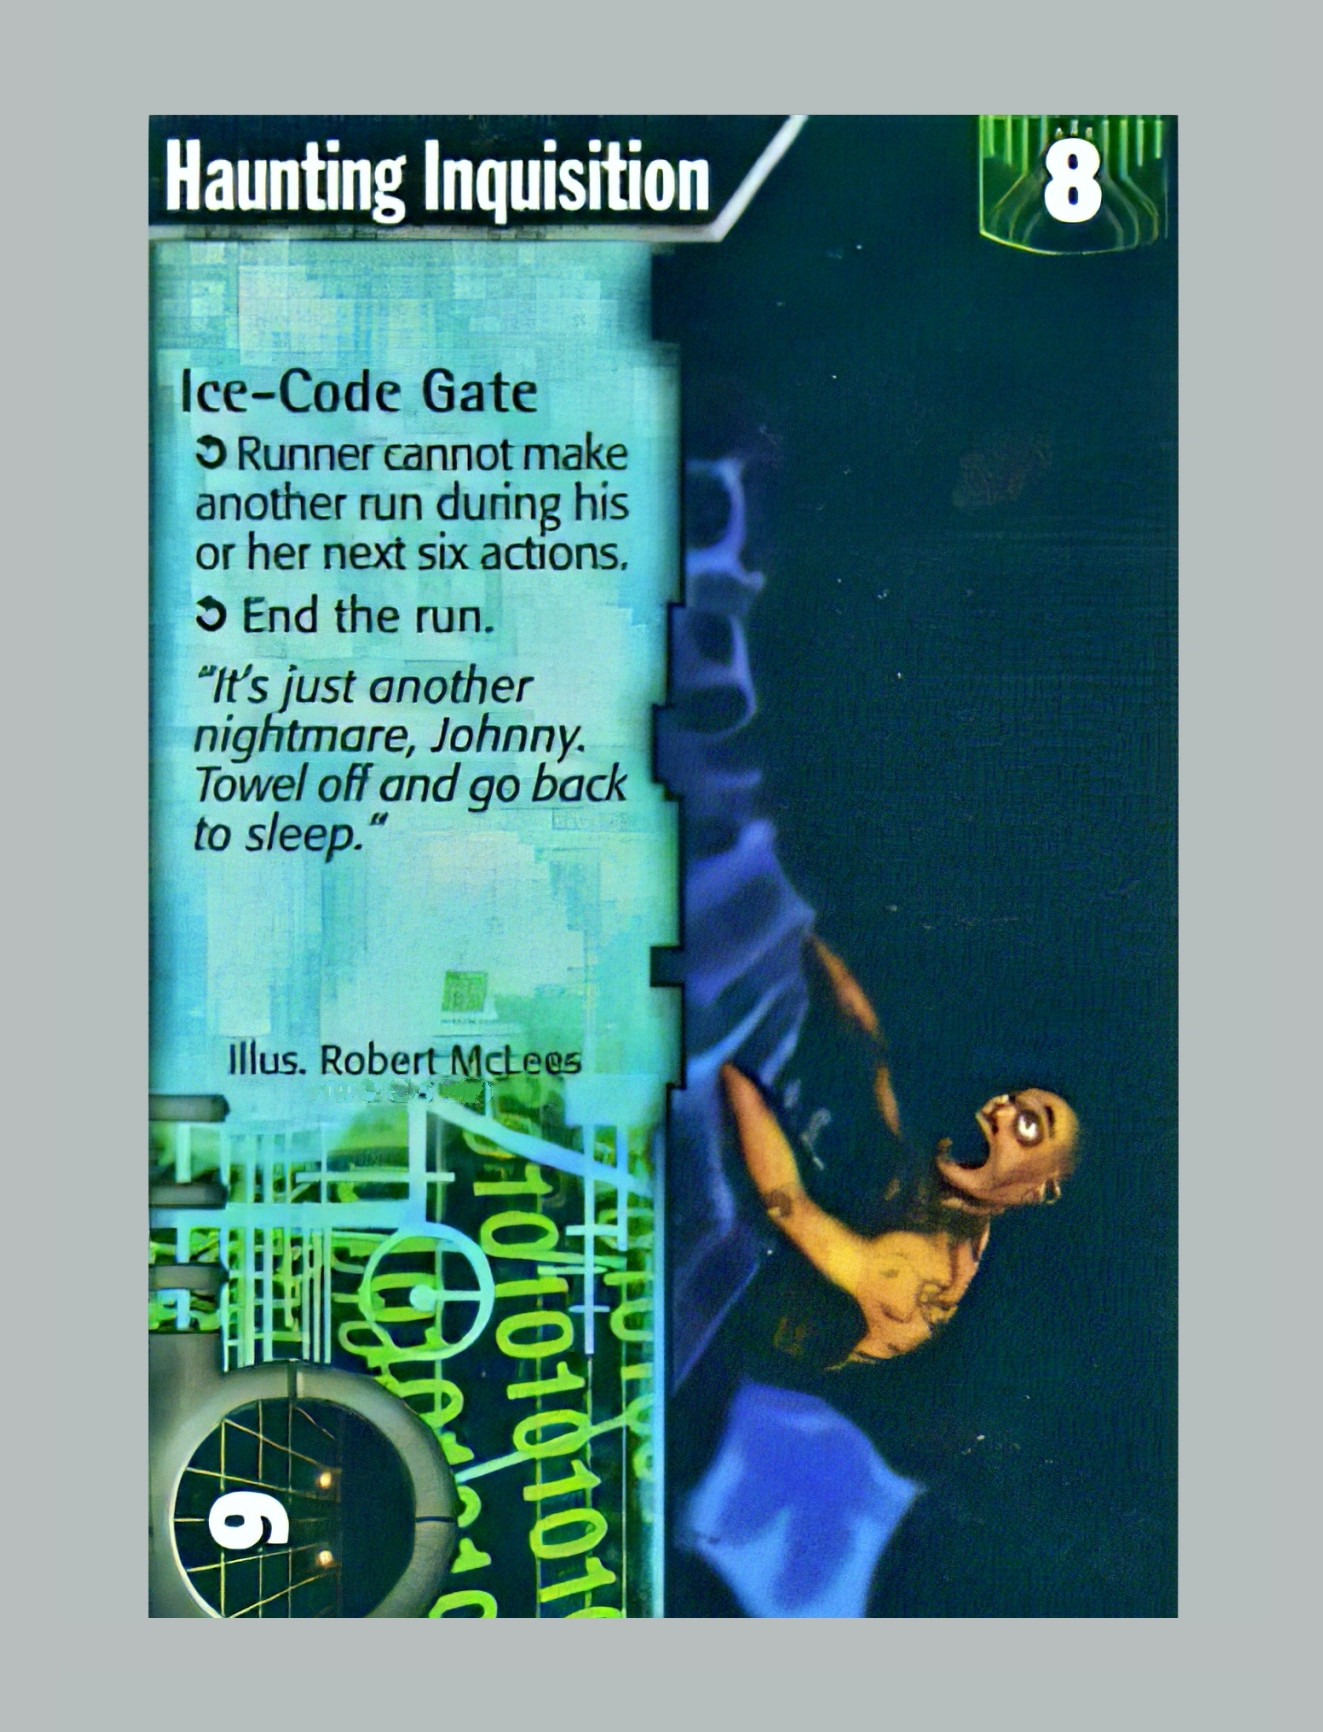 Haunting Inquisition
8
Ice-Code Gate
Runner cannot make
another run during his
or her next six actions.
End the run.
"It's just another
nightmare, Johnny.
Towel off and go back
to sleep."
Illus. Robert McLees
6